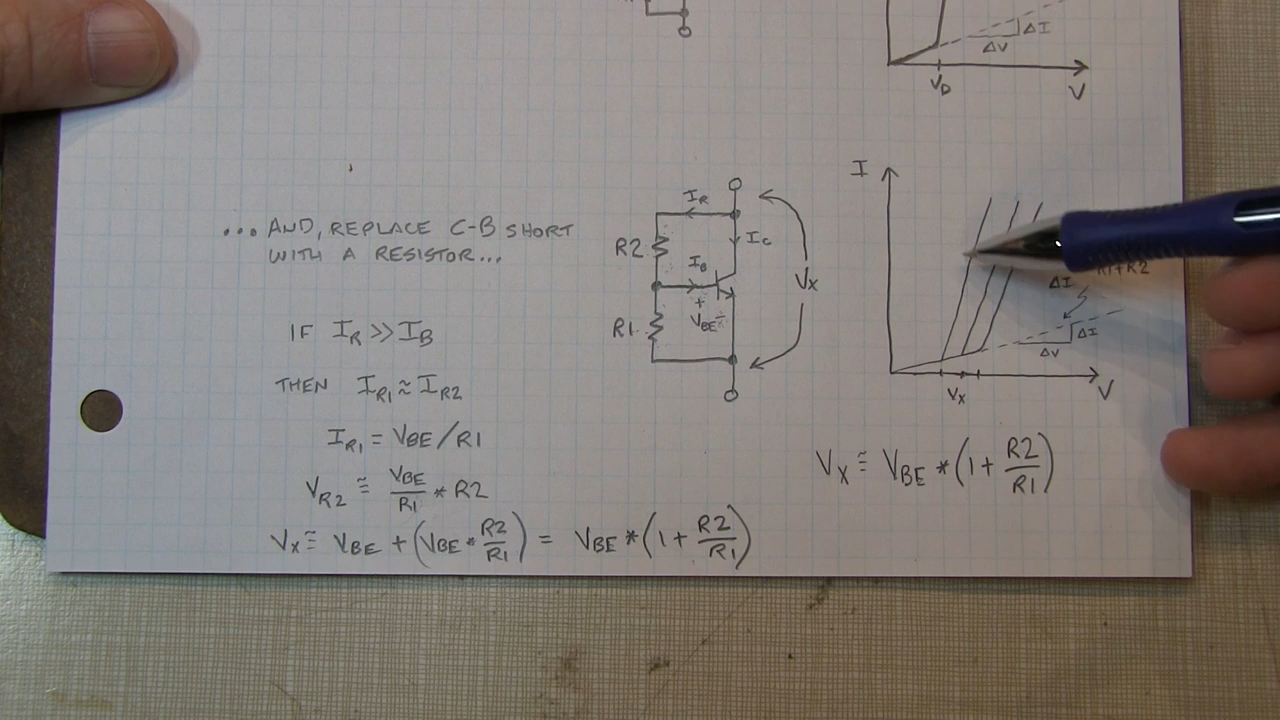 ΔI
ΔV
V_D
V
... AND, REPLACE C-B SHORT
WITH A RESISTOR...
IF I_R >> I_B
THEN I_R1 ≈ I_R2
I_R1 = V_BE / R1
V_R2 ≅ V_BE/R1 * R2
V_X ≅ V_BE + (V_BE * R2/R1) = V_BE * (1 + R2/R1)
I_R
R2
I_C
I_B
+
V_BE -
R1
V_X
I
R1+R2
ΔI
ΔI
ΔV
V_X
V
V_X ≅ V_BE * (1 + R2/R1)